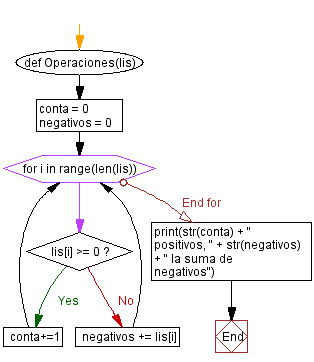 def Operaciones(lis)
conta = 0
negativos = 0
for i in range(len(lis))
End for
print(str(conta) + "
positivos, " + str(negativos)
+ " la suma de
negativos")
lis[i] >= 0 ?
Yes
No
conta+=1
negativos += lis[i]
End